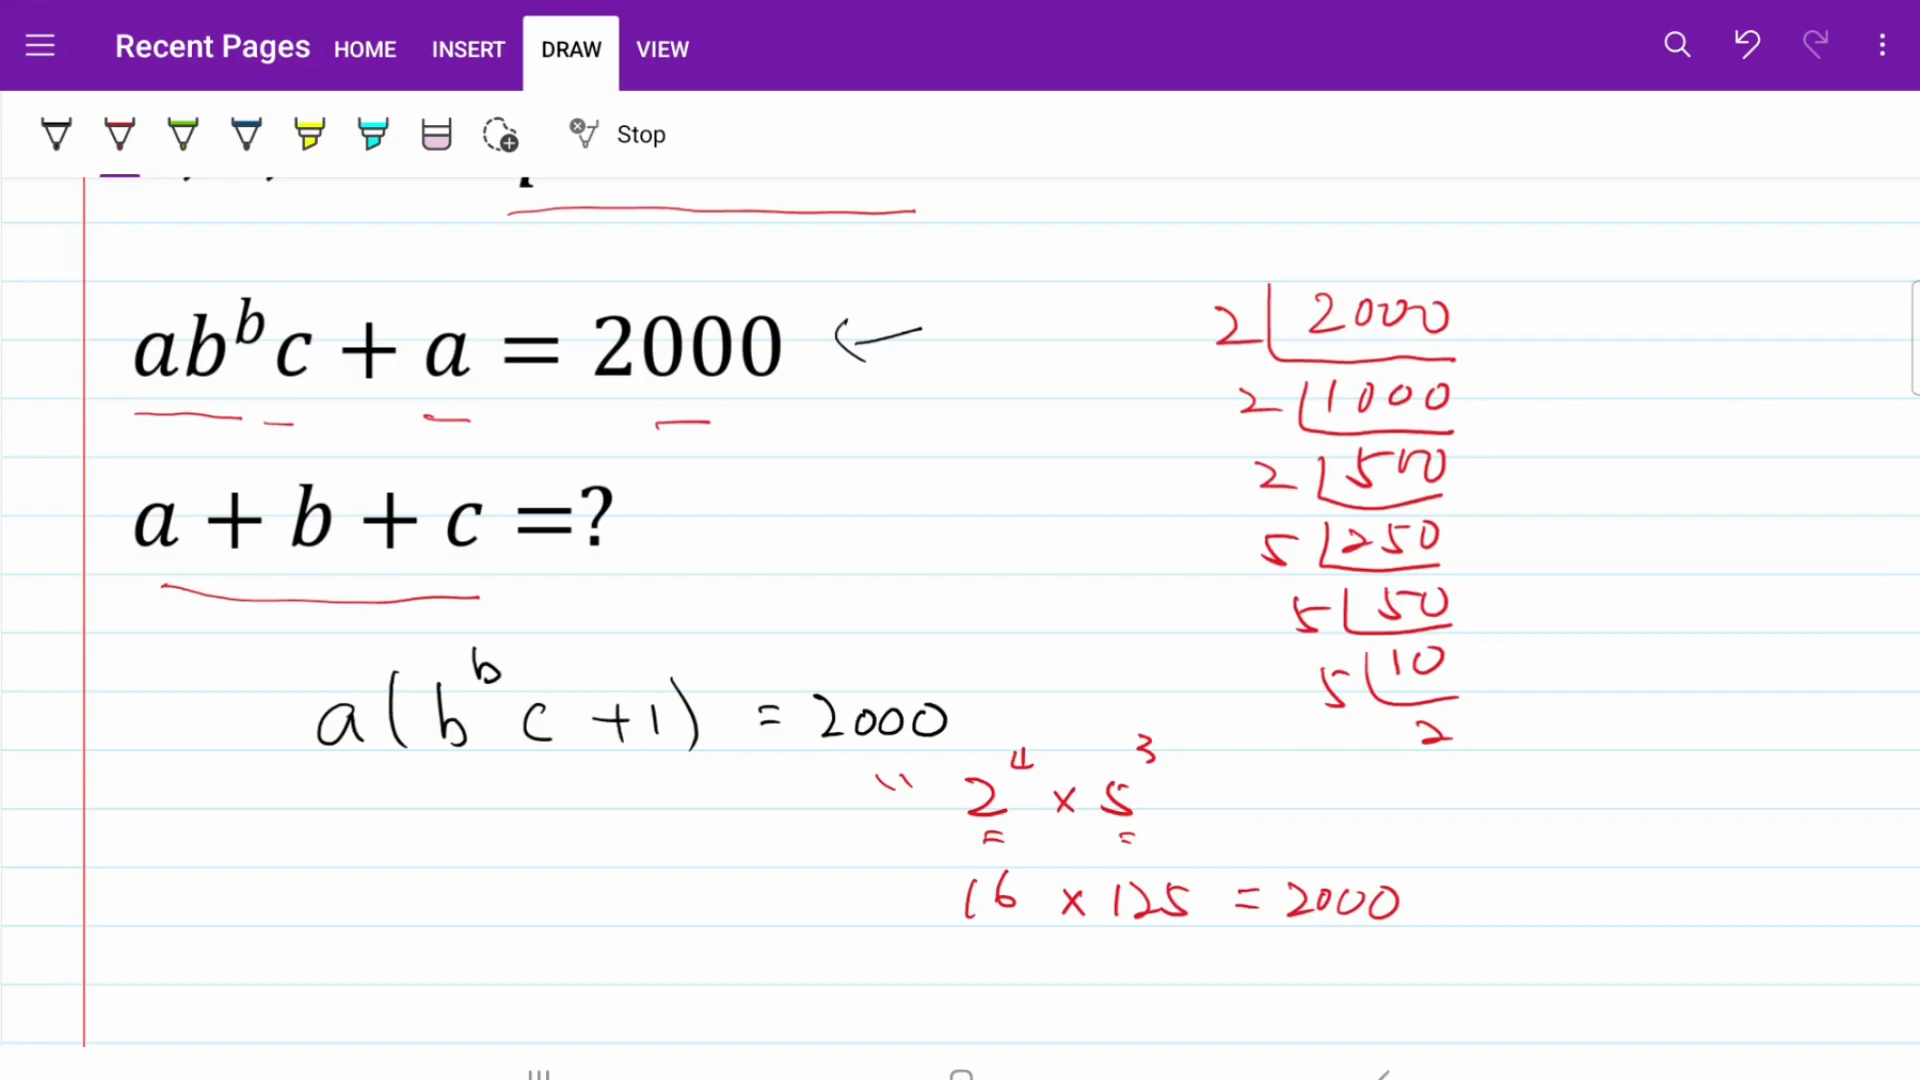 Recent Pages HOME INSERT DRAW VIEW
Stop
ab^b c + a = 2000
a + b + c =?
a(b^b c +1) = 2000
2^4 × 5^3
16 × 125 = 2000
2 2000
2 1000
2 500
5 250
5 50
5 10
2